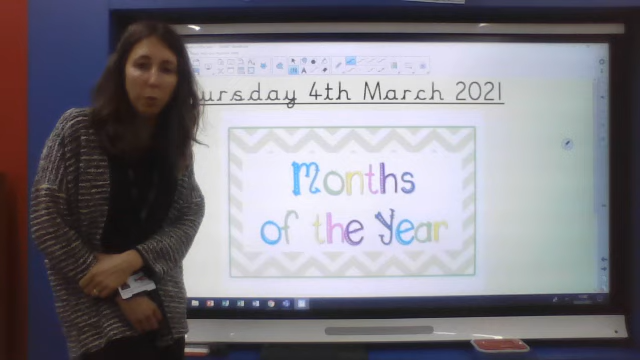 ursday 4th March 2021
Months
of the Year